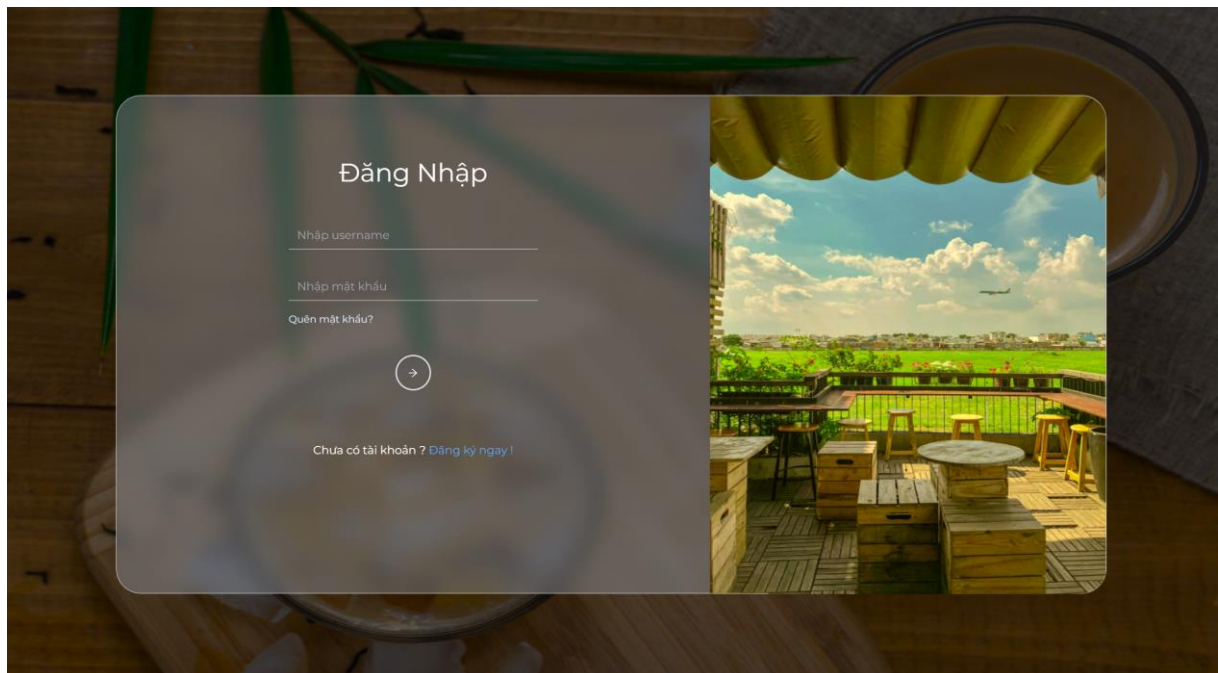 Đăng Nhập
Nhập username
Nhập mật khẩu
Quên mật khẩu?
Chưa có tài khoản ? Đăng ký ngay !